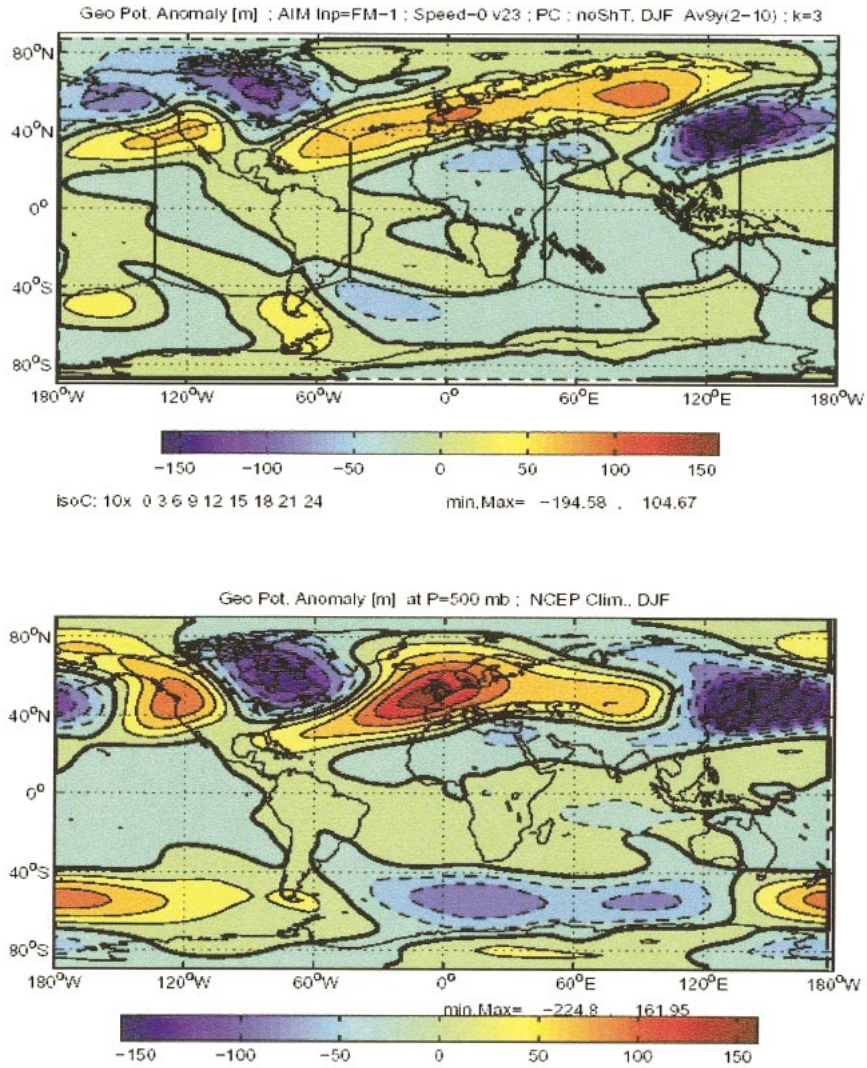 Geo Pot. Anomaly [m] ; AIM Inp=FM-1 ; Speed-0 v23 ; PC ; noShT, DJF Av9y(2-10) ; k=3
80°N
40°N
0°
40°S
80°S
180°W 120°W 60°W 0° 60°E 120°E 180°W
-150 -100 -50 0 50 100 150
isoC: 10x 0 3 6 9 12 15 18 21 24 min,Max= -194.58 , 104.67
Geo Pot. Anomaly [m] at P=500 mb ; NCEP Clim., DJF
80°N
40°N
0°
40°S
80°S
180°W 120°W 60°W 0° 60°E 120°E 180°W
min,Max= -224.8 , 161.95
-150 -100 -50 0 50 100 150